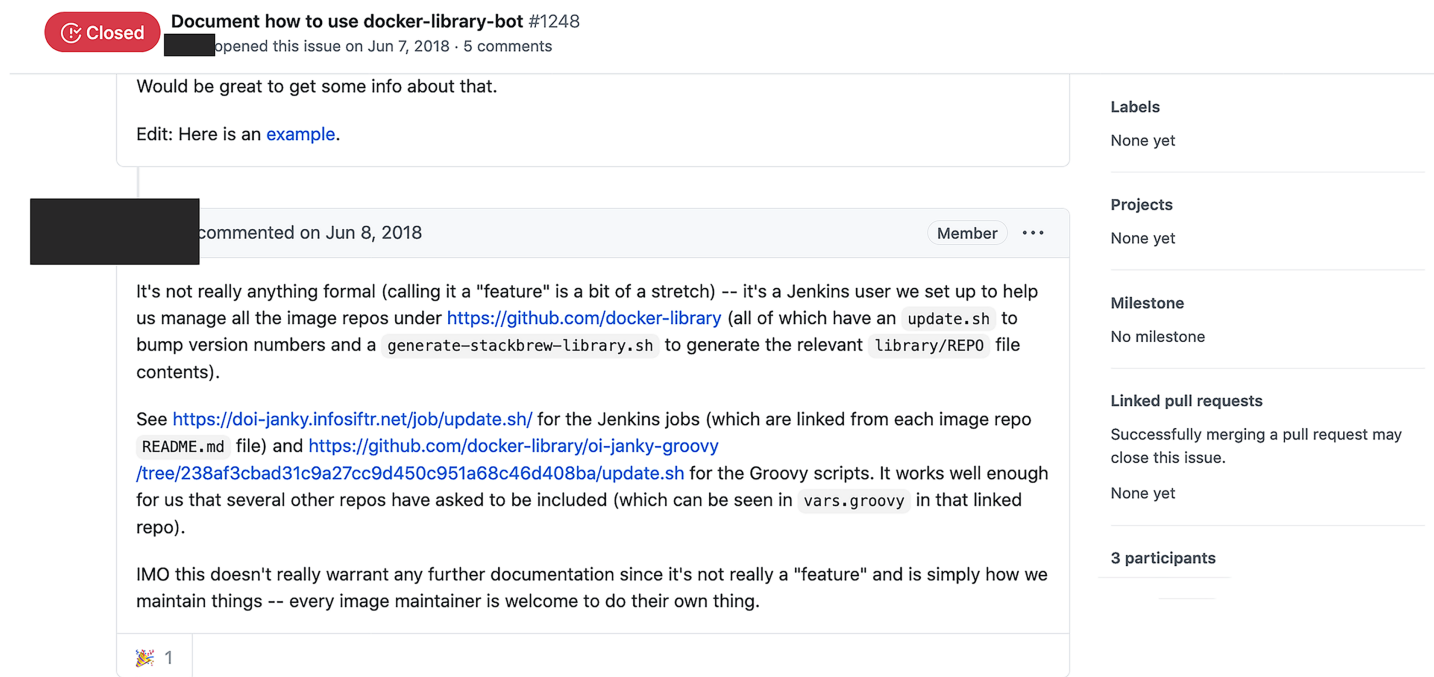 Closed
Document how to use docker-library-bot #1248
opened this issue on Jun 7, 2018 · 5 comments
Would be great to get some info about that.
Edit: Here is an example.
commented on Jun 8, 2018
Member
It's not really anything formal (calling it a "feature" is a bit of a stretch) -- it's a Jenkins user we set up to help
us manage all the image repos under https://github.com/docker-library (all of which have an update.sh to
bump version numbers and a generate-stackbrew-library.sh to generate the relevant library/REPO file
contents).
See https://doi-janky.infosiftr.net/job/update.sh/ for the Jenkins jobs (which are linked from each image repo
README.md file) and https://github.com/docker-library/oi-janky-groovy
/tree/238af3cbad31c9a27cc9d450c951a68c46d408ba/update.sh for the Groovy scripts. It works well enough
for us that several other repos have asked to be included (which can be seen in vars.groovy in that linked
repo).
IMO this doesn't really warrant any further documentation since it's not really a "feature" and is simply how we
maintain things -- every image maintainer is welcome to do their own thing.
🎉 1
Labels
None yet
Projects
None yet
Milestone
No milestone
Linked pull requests
Successfully merging a pull request may
close this issue.
None yet
3 participants